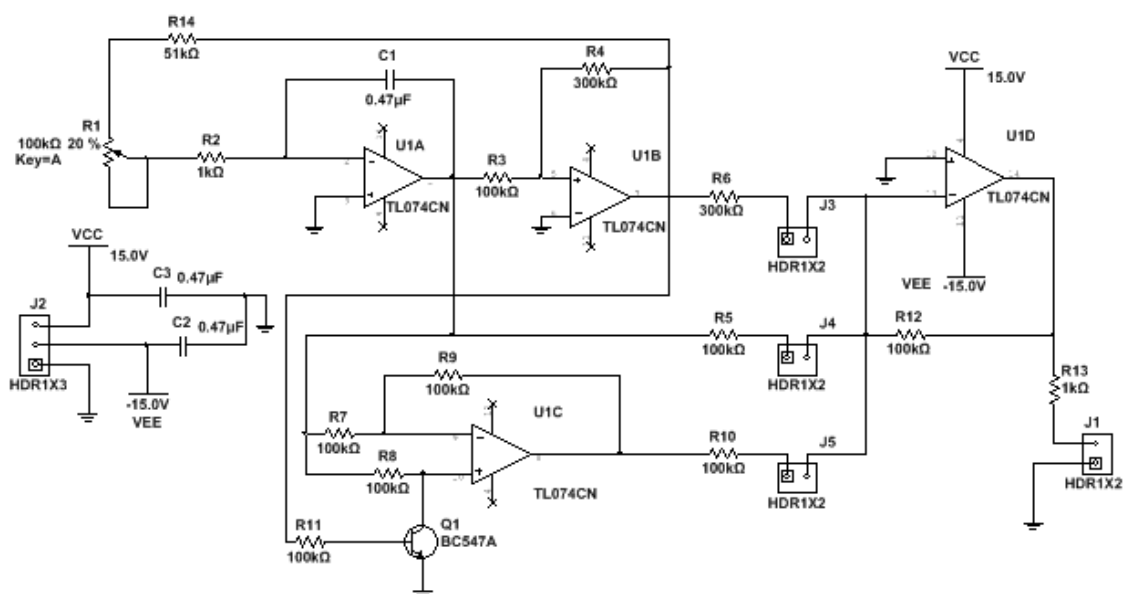 R14
51kΩ
C1
0.47µF
R4
300kΩ
VCC
15.0V
R1
100kΩ 20 %
Key=A
R2
1kΩ
U1A
TL074CN
R3
100kΩ
U1B
TL074CN
R6
300kΩ
J3
HDR1X2
U1D
TL074CN
VEE
-15.0V
VCC
15.0V
C3
0.47µF
J2
C2
0.47µF
HDR1X3
-15.0V
VEE
R5
100kΩ
J4
HDR1X2
R12
100kΩ
R9
100kΩ
R13
1kΩ
R7
100kΩ
U1C
R8
100kΩ
TL074CN
R10
100kΩ
J5
HDR1X2
J1
HDR1X2
R11
100kΩ
Q1
BC547A